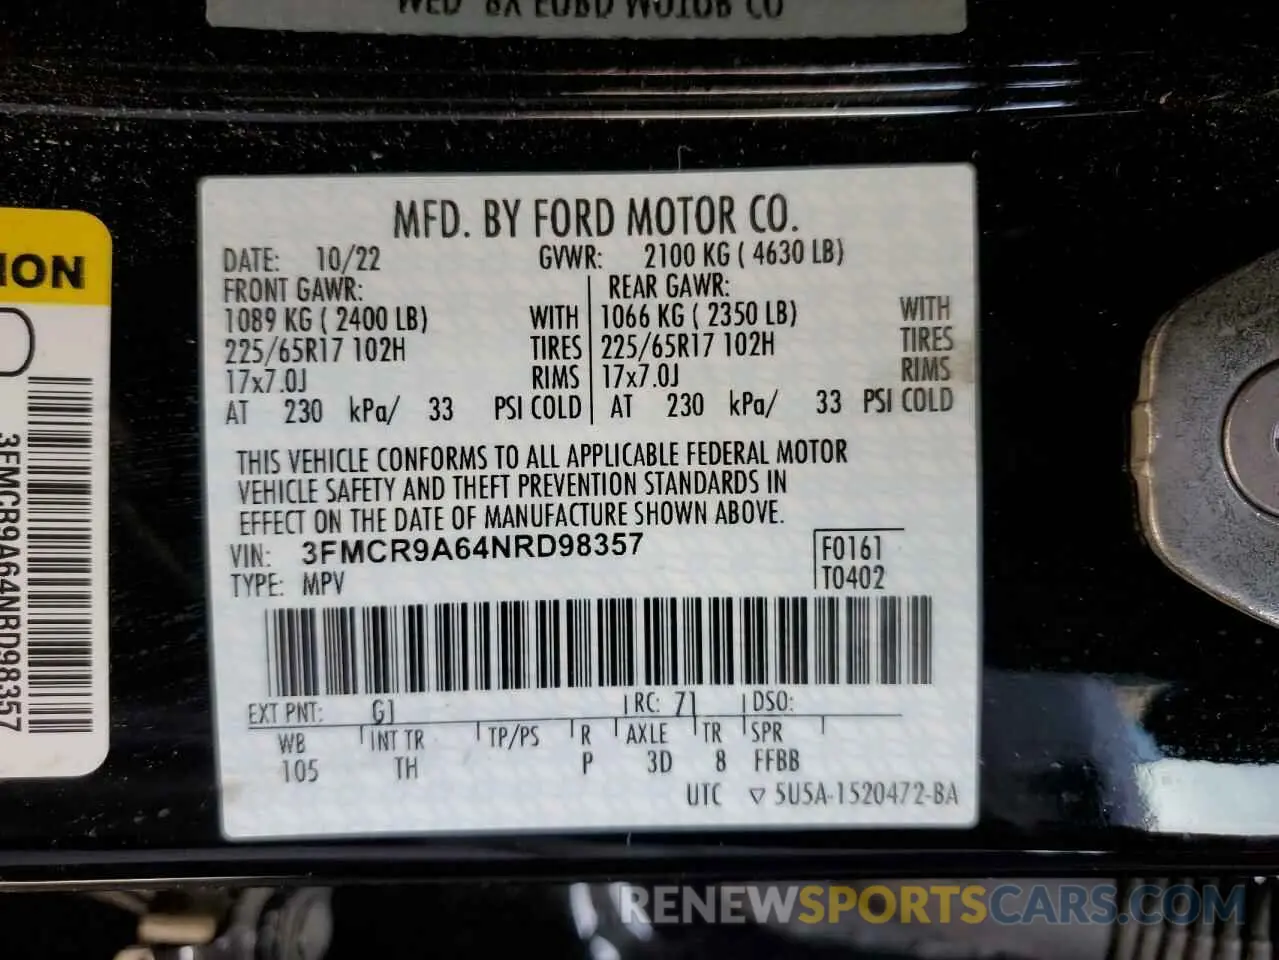 MFD. BY FORD MOTOR CO.
MFD. BY FORD MOTOR CO.
DATE: 10/22 GVWR: 2100 KG ( 4630 LB)
FRONT GAWR: REAR GAWR:
1089 KG ( 2400 LB) WITH 1066 KG ( 2350 LB) WITH
225/65R17 102H TIRES 225/65R17 102H TIRES
17x7.0J RIMS 17x7.0J RIMS
AT 230 kPa/ 33 PSI COLD AT 230 kPa/ 33 PSI COLD
THIS VEHICLE CONFORMS TO ALL APPLICABLE FEDERAL MOTOR
VEHICLE SAFETY AND THEFT PREVENTION STANDARDS IN
EFFECT ON THE DATE OF MANUFACTURE SHOWN ABOVE.
VIN: 3FMCR9A64NRD98357 F0161
TYPE: MPV T0402
EXT PNT: G1 RC: 71 DSO:
WB INT TR TP/PS R AXLE TR SPR
105 TH P 3D 8 FFBB
UTC ▽ 5U5A-1520472-BA
ION
3FMCR9A64NRD98357
RENEWSPORTSCARS.COM